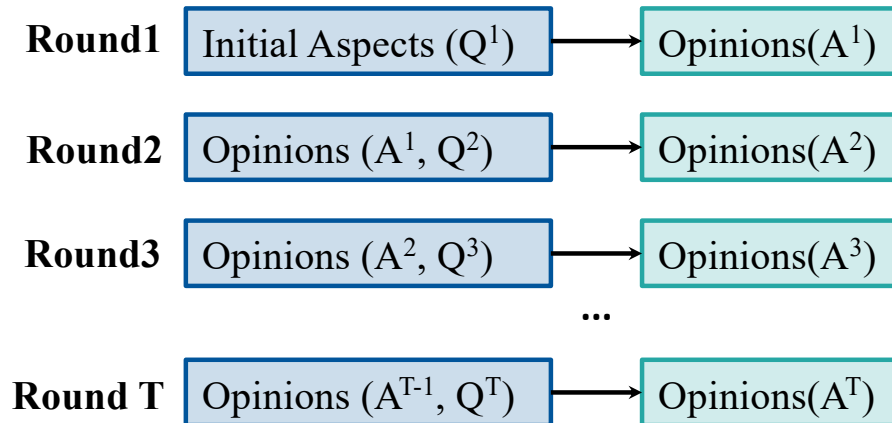 Round1 Initial Aspects (Q¹) Opinions(A¹)
Round2 Opinions (A¹, Q²) Opinions(A²)
Round3 Opinions (A², Q³) Opinions(A³)
...
Round T Opinions (Aᵀ⁻¹, Qᵀ) Opinions(Aᵀ)